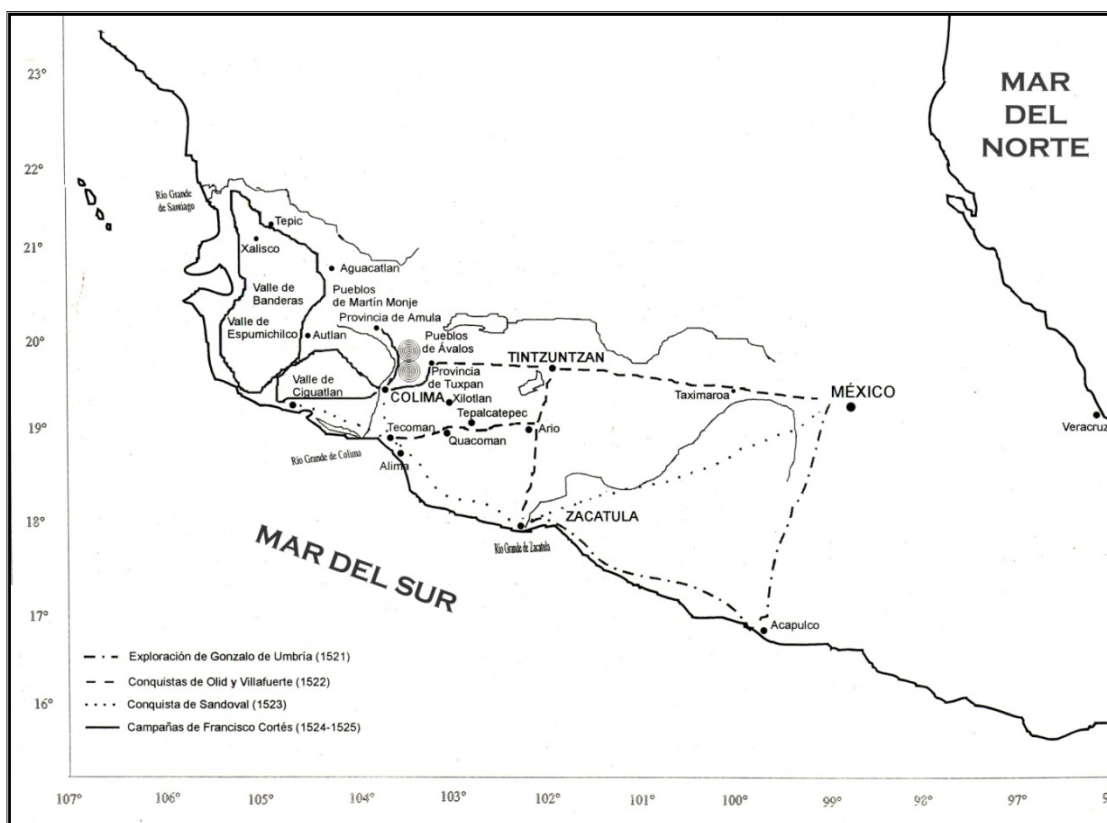 MAR
DEL
NORTE
23°
22°
21°
20°
19°
18°
17°
16°
Río Grande
de Santiago
Tepic
Xalisco
Aguacatlan
Valle de
Banderas
Pueblos
de Martín Monje
Provincia de Amula
Valle de
Espumichilco
Autlan
Pueblos
de Ávalos
TINTZUNTZAN
Provincia
de Tuxpan
Valle de
Ciguatlan
COLIMA
Xilotlan
Taximaroa
MÉXICO
Tepalcatepec
Veracruz
Tecoman
Quacoman
Ario
Río Grande de Colima
Alima
ZACATULA
Río Grande de Zacatula
MAR DEL SUR
Acapulco
Exploración de Gonzalo de Umbría (1521)
Conquistas de Olid y Villafuerte (1522)
Conquista de Sandoval (1523)
Campañas de Francisco Cortés (1524-1525)
107° 106° 105° 104° 103° 102° 101° 100° 99° 98° 97°